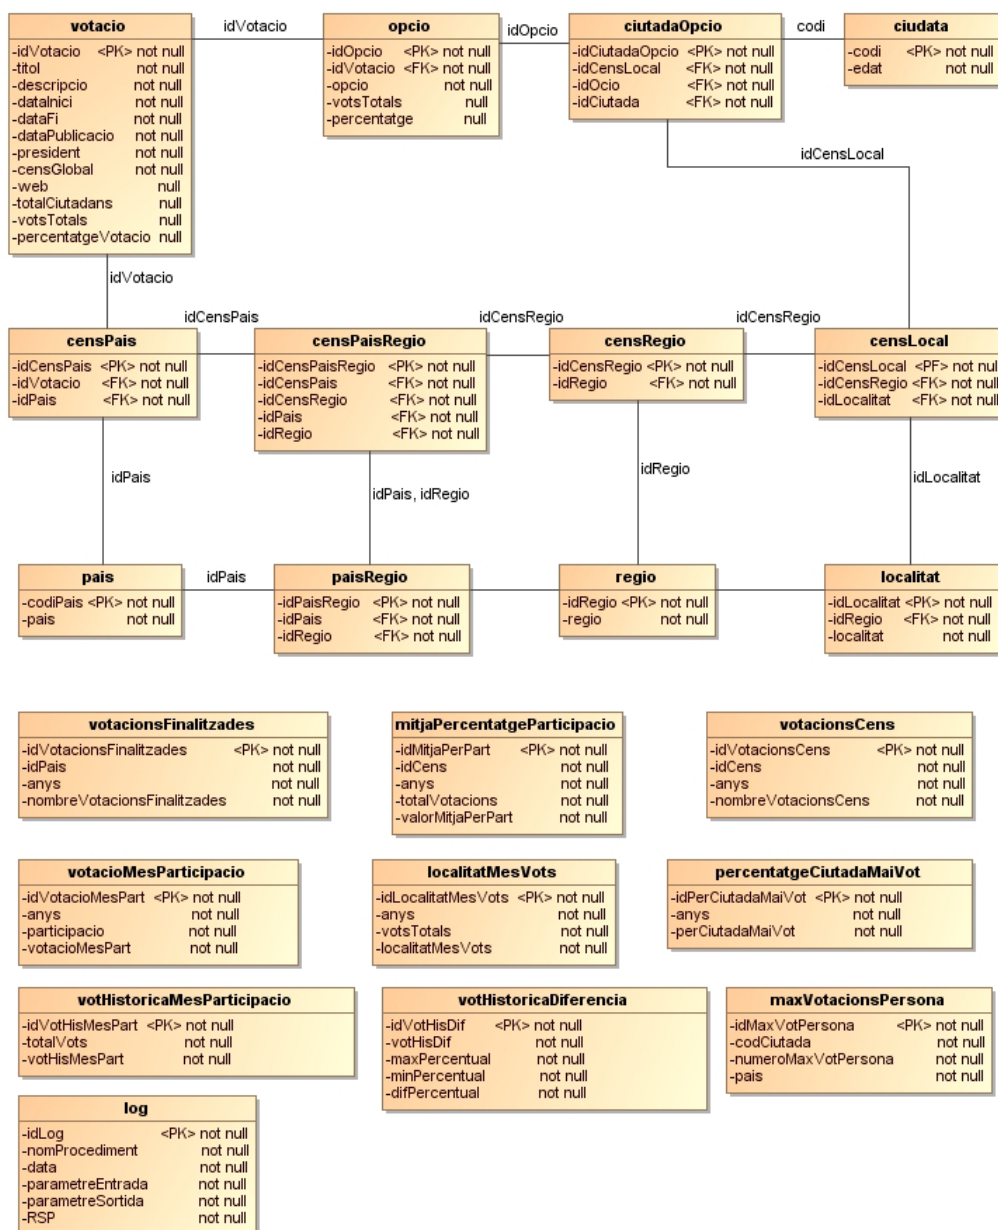 votacio
-idVotacio <PK> not null
-titol not null
-descripcio not null
-dataInici not null
-dataFi not null
-dataPublicacio not null
-president not null
-censGlobal not null
-web null
-totalCiutadans null
-votsTotals null
-percentatgeVotacio null
idVotacio
opcio
-idOpcio <PK> not null
-idVotacio <FK> not null
-opcio not null
-votsTotals null
-percentatge null
idOpcio
ciutadaOpcio
-idCiutadaOpcio <PK> not null
-idCensLocal <FK> not null
-idOcio <FK> not null
-idCiutada <FK> not null
codi
ciudata
-codi <PK> not null
-edat not null
idCensLocal
idVotacio
idCensPais
idCensRegio
idCensRegio
censPais
-idCensPais <PK> not null
-idVotacio <FK> not null
-idPais <FK> not null
censPaisRegio
-idCensPaisRegio <PK> not null
-idCensPais <FK> not null
-idCensRegio <FK> not null
-idPais <FK> not null
-idRegio <FK> not null
censRegio
-idCensRegio <PK> not null
-idRegio <FK> not null
censLocal
-idCensLocal <PF> not null
-idCensRegio <FK> not null
-idLocalitat <FK> not null
idPais
idPais, idRegio
idRegio
idLocalitat
pais
-codiPais <PK> not null
-pais not null
idPais
paisRegio
-idPaisRegio <PK> not null
-idPais <FK> not null
-idRegio <FK> not null
regio
-idRegio <PK> not null
-regio not null
localitat
-idLocalitat <PK> not null
-idRegio <FK> not null
-localitat not null
votacionsFinalitzades
-idVotacionsFinalitzades <PK> not null
-idPais not null
-anys not null
-nombreVotacionsFinalitzades not null
mitjaPercentatgeParticipacio
-idMitjaPerPart <PK> not null
-idCens not null
-anys not null
-totalVotacions not null
-valorMitjaPerPart not null
votacionsCens
-idVotacionsCens <PK> not null
-idCens not null
-anys not null
-nombreVotacionsCens not null
votacioMesParticipacio
-idVotacioMesPart <PK> not null
-anys not null
-participacio not null
-votacioMesPart not null
localitatMesVots
-idLocalitatMesVots <PK> not null
-anys not null
-votsTotals not null
-localitatMesVots not null
percentatgeCiutadaMaiVot
-idPerCiutadaMaiVot <PK> not null
-anys not null
-perCiutadaMaiVot not null
votHistoricaMesParticipacio
-idVotHisMesPart <PK> not null
-totalVots not null
-votHisMesPart not null
votHistoricaDiferencia
-idVotHisDif <PK> not null
-votHisDif not null
-maxPercentual not null
-minPercentual not null
-difPercentual not null
maxVotacionsPersona
-idMaxVotPersona <PK> not null
-codCiutada not null
-numeroMaxVotPersona not null
-pais not null
log
-idLog <PK> not null
-nomProcediment not null
-data not null
-parametreEntrada not null
-parametreSortida not null
-RSP not null